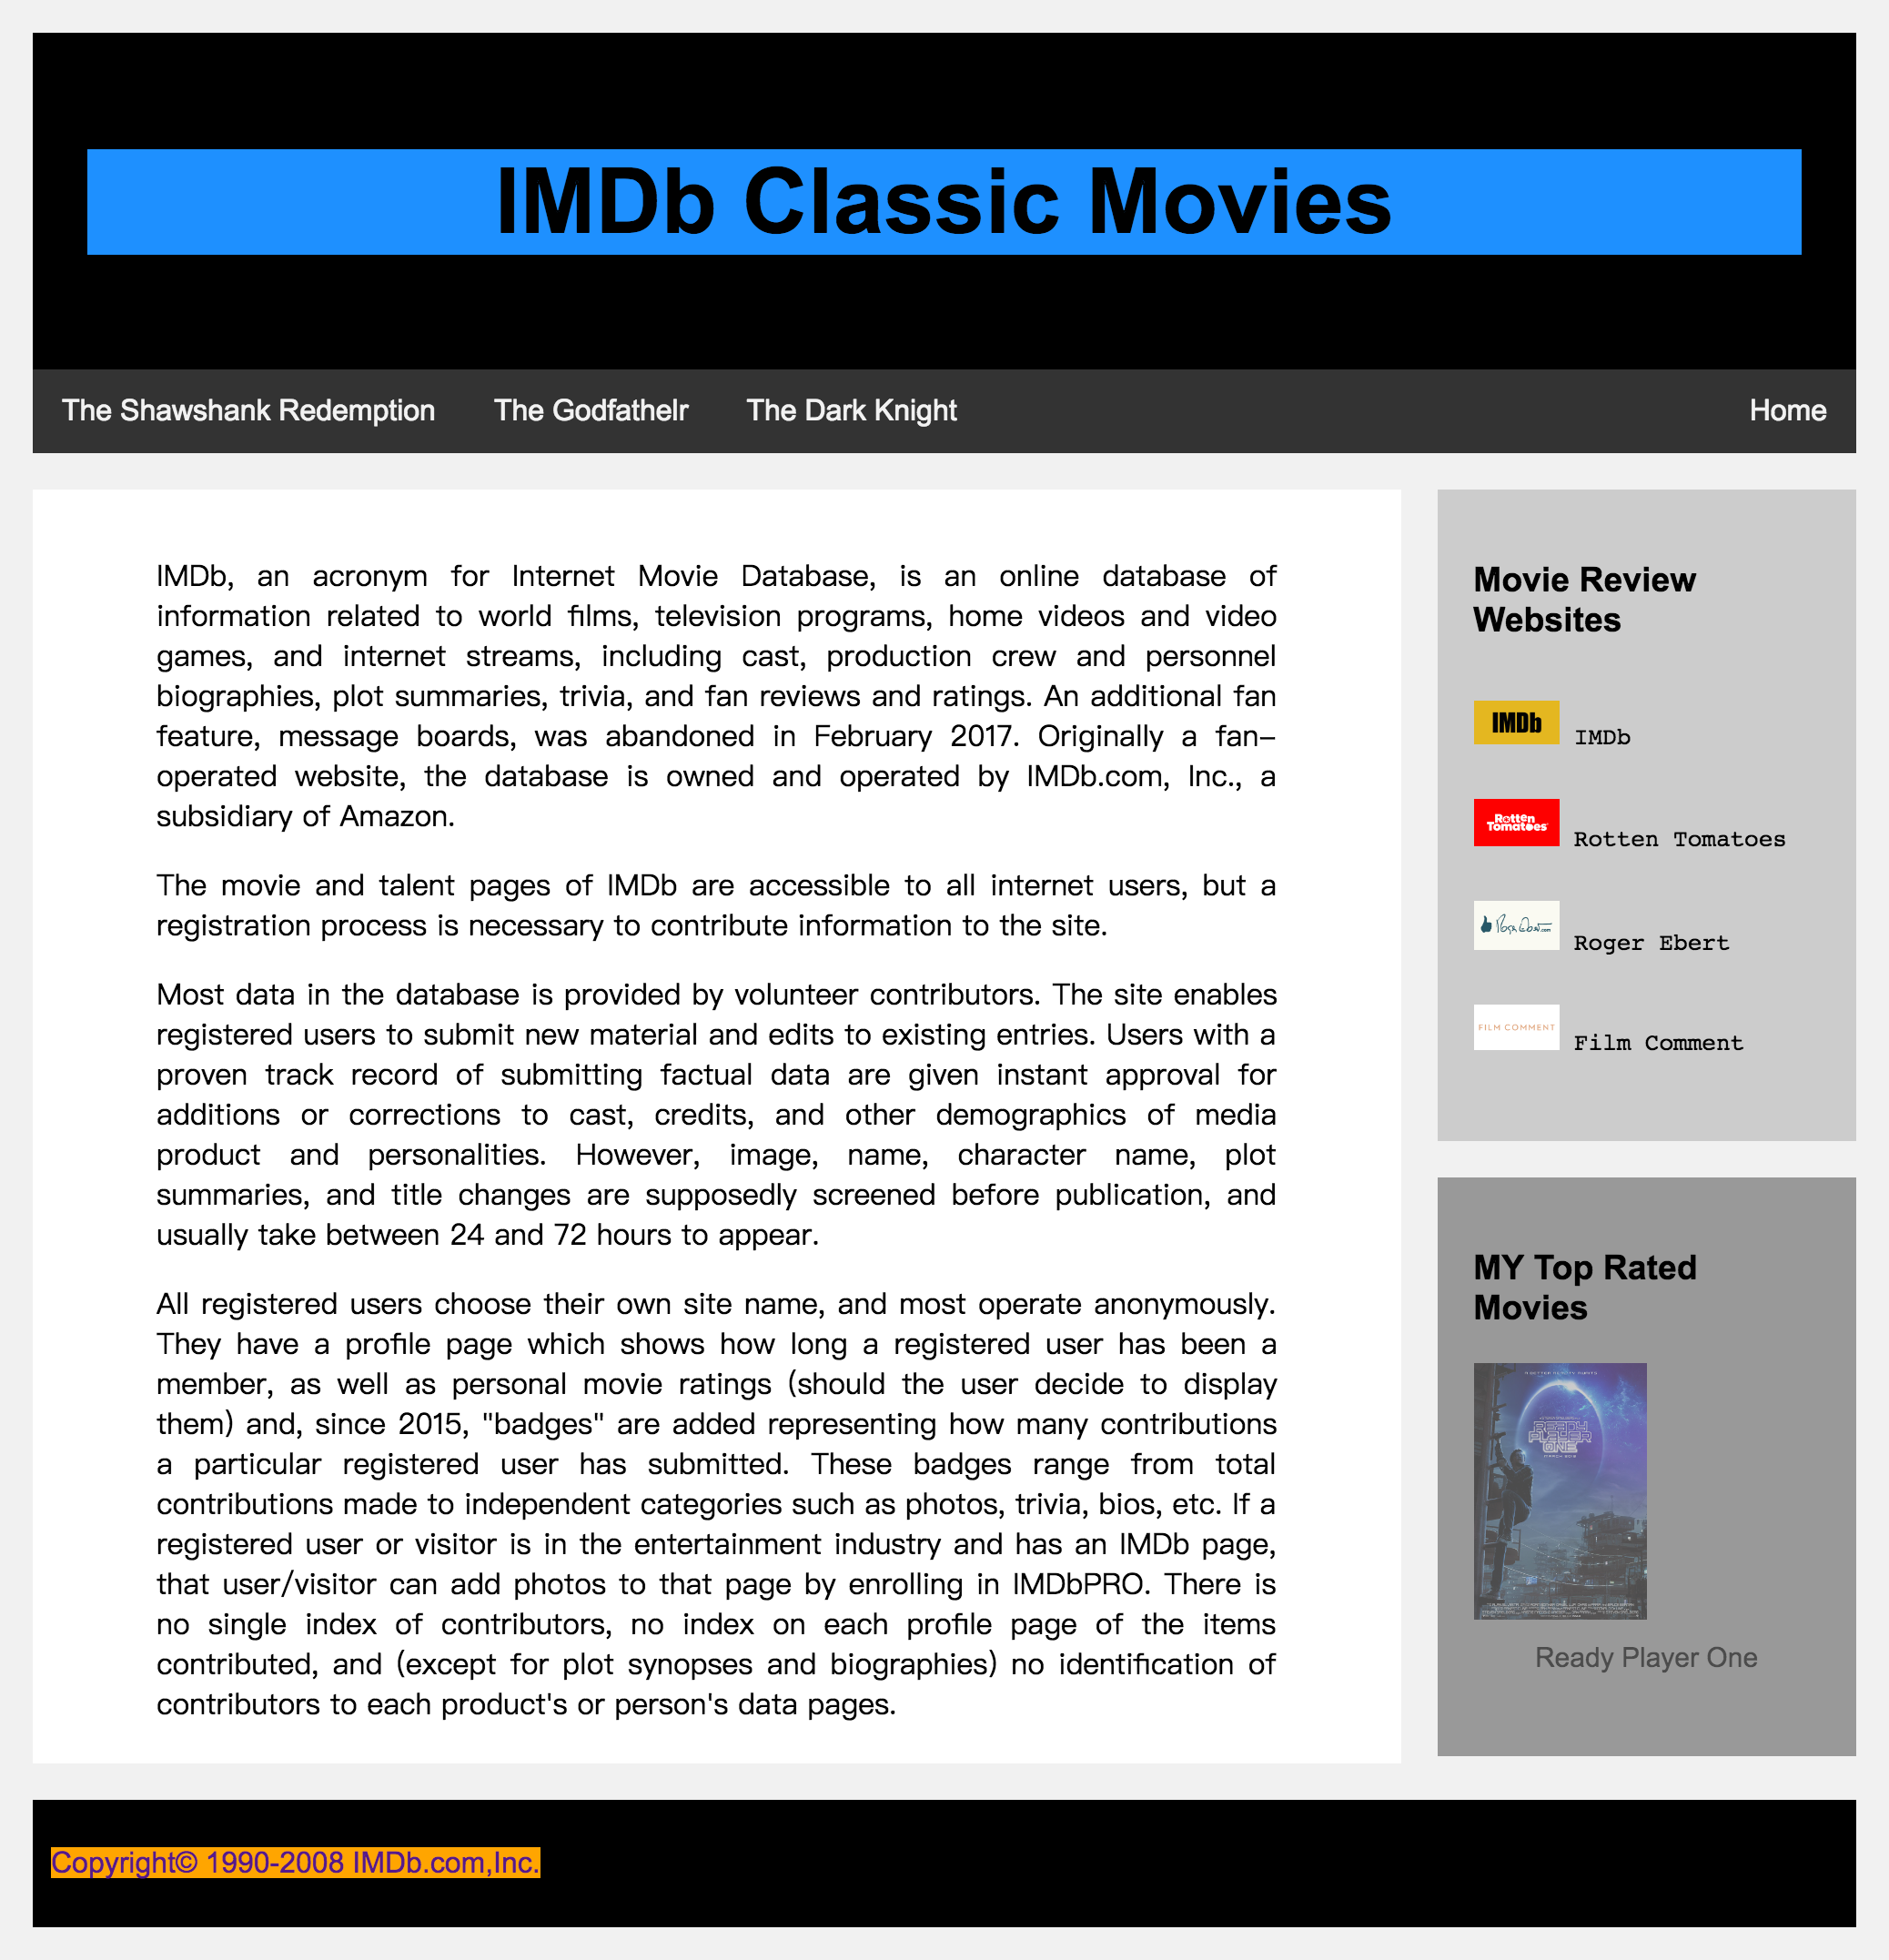 IMDb Classic Movies
The Shawshank Redemption The Godfathelr The Dark Knight Home
IMDb, an acronym for Internet Movie Database, is an online database of
information related to world films, television programs, home videos and video
games, and internet streams, including cast, production crew and personnel
biographies, plot summaries, trivia, and fan reviews and ratings. An additional fan
feature, message boards, was abandoned in February 2017. Originally a fan-
operated website, the database is owned and operated by IMDb.com, Inc., a
subsidiary of Amazon.
The movie and talent pages of IMDb are accessible to all internet users, but a
registration process is necessary to contribute information to the site.
Most data in the database is provided by volunteer contributors. The site enables
registered users to submit new material and edits to existing entries. Users with a
proven track record of submitting factual data are given instant approval for
additions or corrections to cast, credits, and other demographics of media
product and personalities. However, image, name, character name, plot
summaries, and title changes are supposedly screened before publication, and
usually take between 24 and 72 hours to appear.
All registered users choose their own site name, and most operate anonymously.
They have a profile page which shows how long a registered user has been a
member, as well as personal movie ratings (should the user decide to display
them) and, since 2015, "badges" are added representing how many contributions
a particular registered user has submitted. These badges range from total
contributions made to independent categories such as photos, trivia, bios, etc. If a
registered user or visitor is in the entertainment industry and has an IMDb page,
that user/visitor can add photos to that page by enrolling in IMDbPRO. There is
no single index of contributors, no index on each profile page of the items
contributed, and (except for plot synopses and biographies) no identification of
contributors to each product's or person's data pages.
Movie Review
Websites
IMDb IMDb
Rotten
Tomatoes Rotten Tomatoes
Roger Ebert
FILM COMMENT Film Comment
MY Top Rated
Movies
READY
PLAYER
ONE
MARCH 2018
Ready Player One
Copyright© 1990-2008 IMDb.com,Inc.